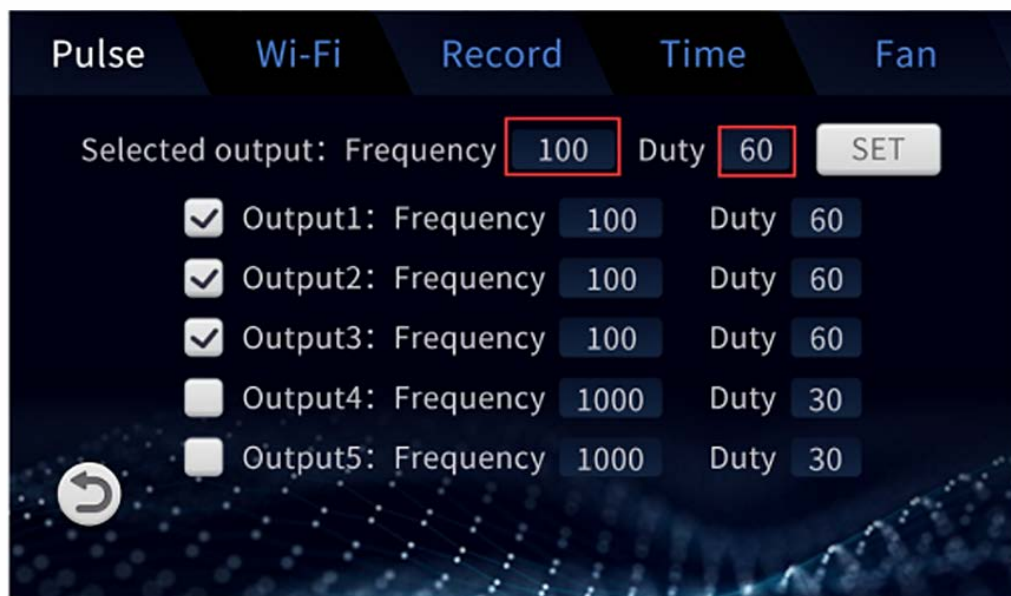 Pulse Wi-Fi Record Time Fan
Selected output: Frequency 100 Duty 60 SET
Output1: Frequency 100 Duty 60
Output2: Frequency 100 Duty 60
Output3: Frequency 100 Duty 60
Output4: Frequency 1000 Duty 30
Output5: Frequency 1000 Duty 30